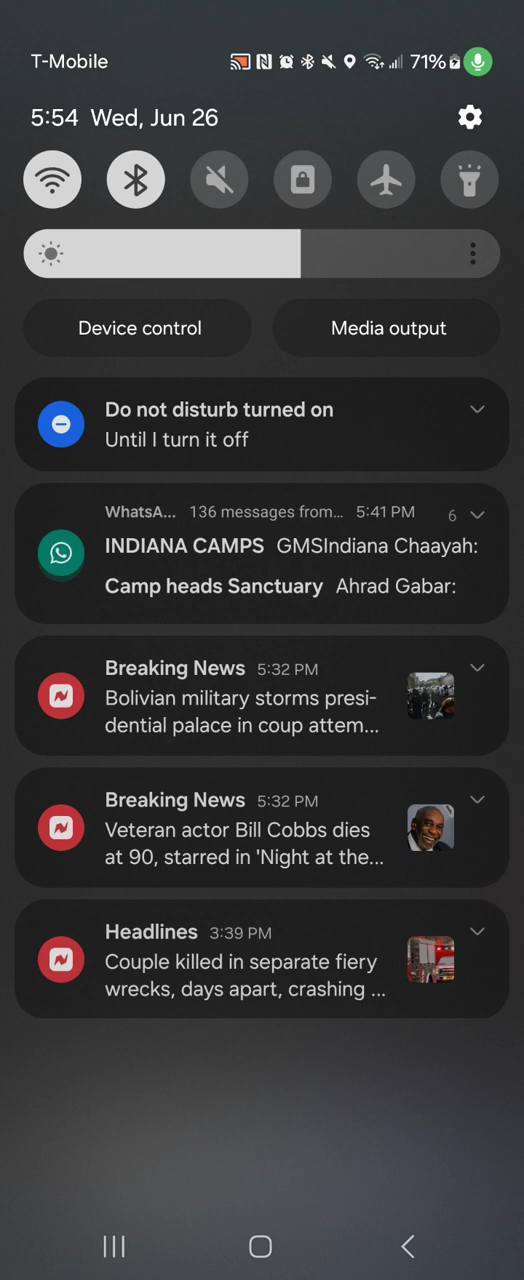 T-Mobile 71%
5:54 Wed, Jun 26
Device control Media output
Do not disturb turned on
Until I turn it off
WhatsA... 136 messages from... 5:41 PM 6
INDIANA CAMPS GMSIndiana Chaayah:
Camp heads Sanctuary Ahrad Gabar:
Breaking News 5:32 PM
Bolivian military storms presi-
dential palace in coup attem...
Breaking News 5:32 PM
Veteran actor Bill Cobbs dies
at 90, starred in 'Night at the...
Headlines 3:39 PM
Couple killed in separate fiery
wrecks, days apart, crashing ...